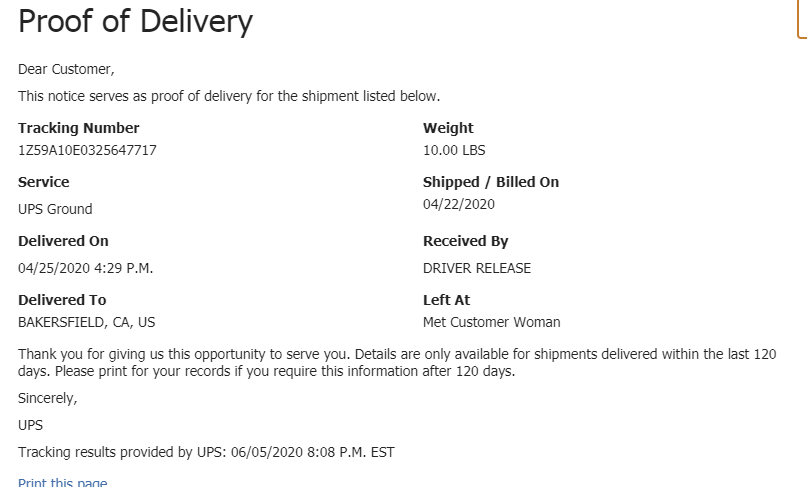 Proof of Delivery
Dear Customer,
This notice serves as proof of delivery for the shipment listed below.
Tracking Number
1Z59A10E0325647717
Weight
10.00 LBS
Service
UPS Ground
Shipped / Billed On
04/22/2020
Delivered On
04/25/2020 4:29 P.M.
Received By
DRIVER RELEASE
Delivered To
BAKERSFIELD, CA, US
Left At
Met Customer Woman
Thank you for giving us this opportunity to serve you. Details are only available for shipments delivered within the last 120
days. Please print for your records if you require this information after 120 days.
Sincerely,
UPS
Tracking results provided by UPS: 06/05/2020 8:08 P.M. EST
Print this page